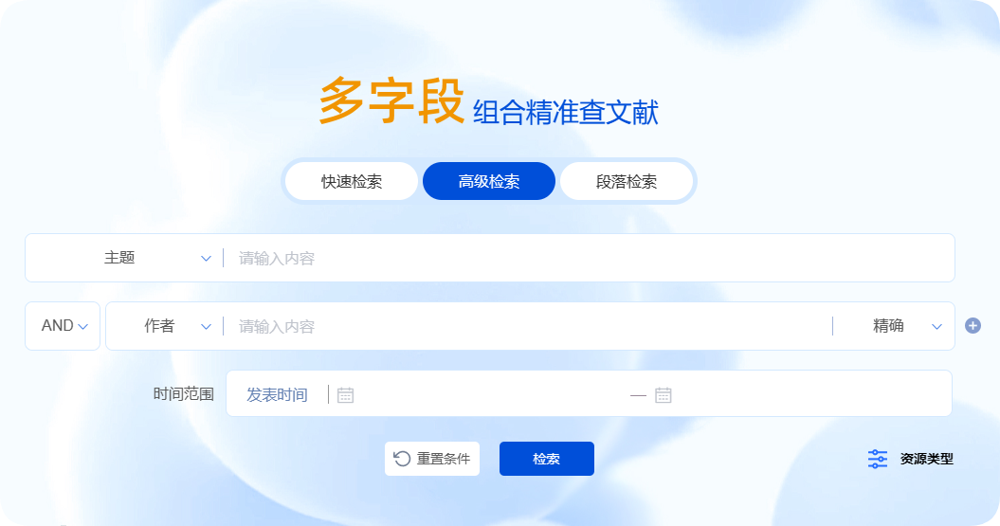 多字段 组合精准查文献
快速检索 高级检索 段落检索
主题 请输入内容
AND 作者 请输入内容 精确
时间范围 发表时间 —
重置条件 检索 资源类型